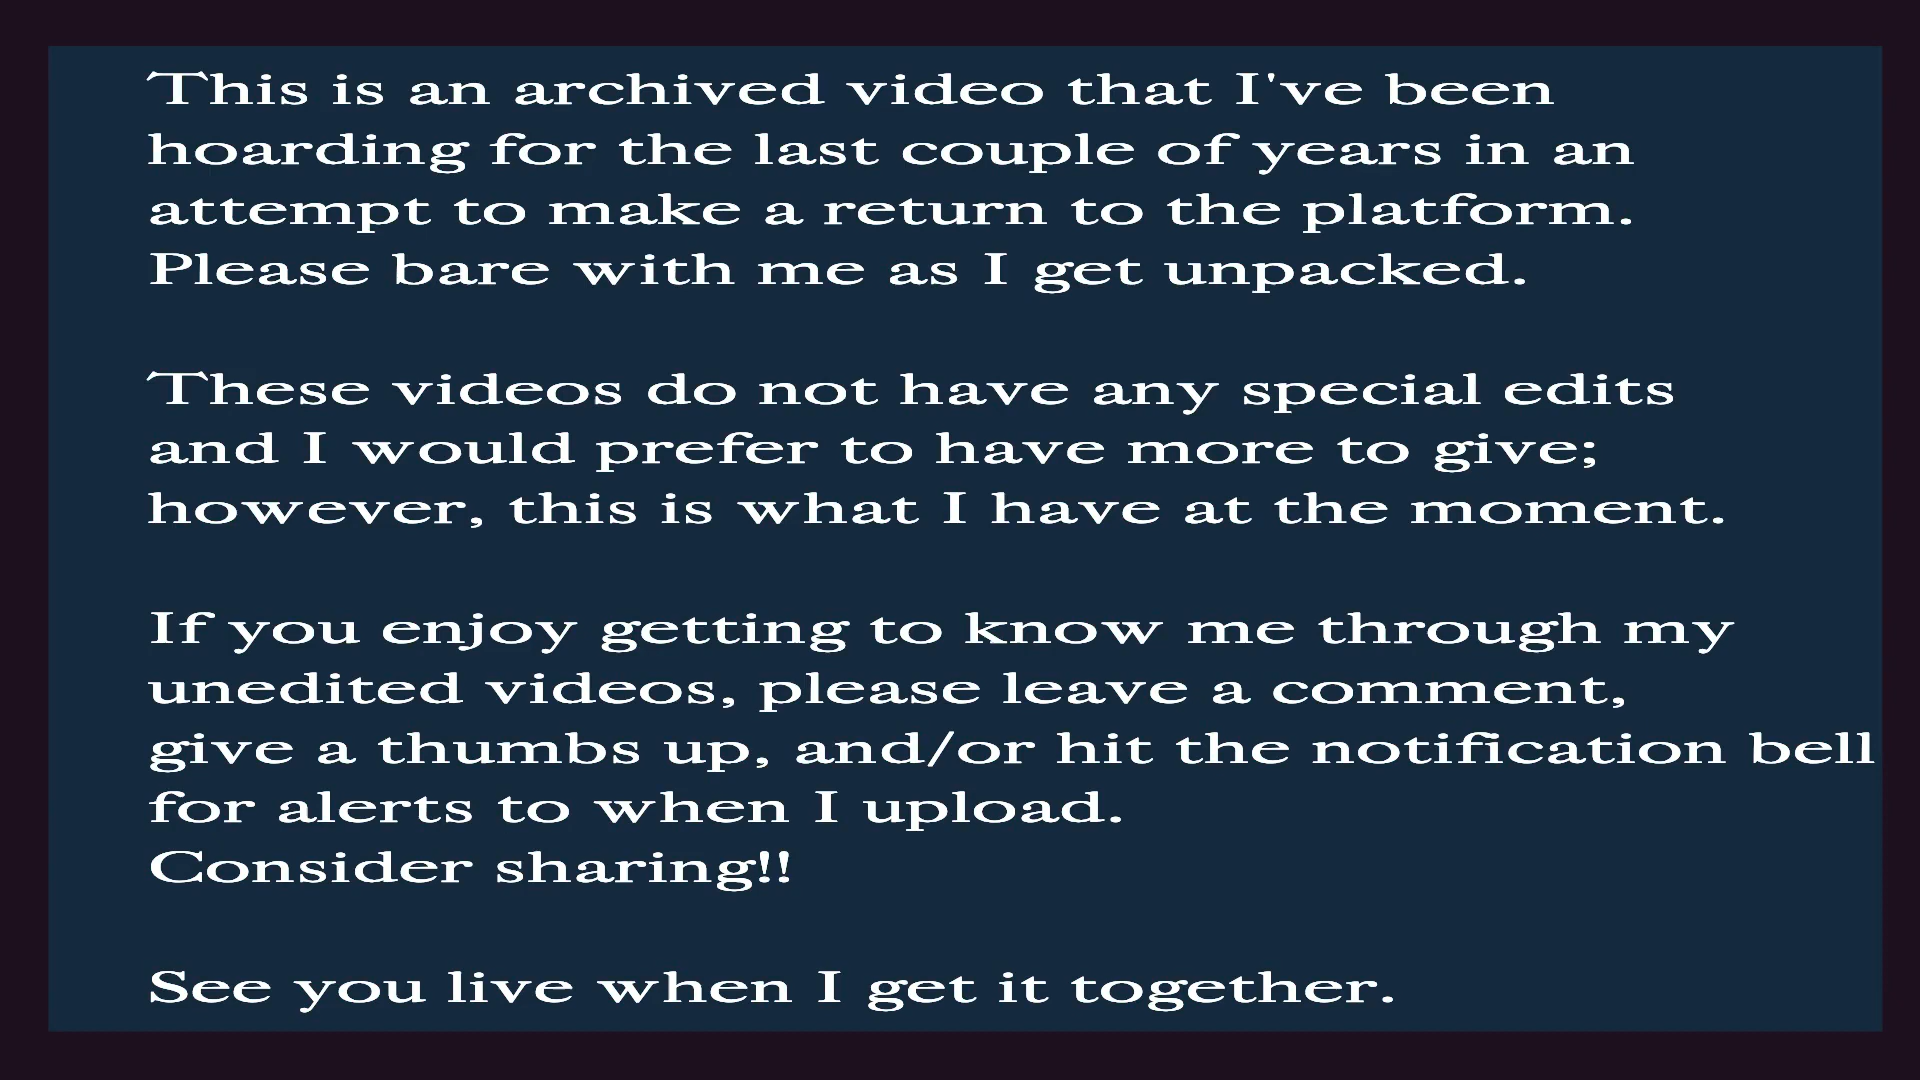 This is an archived video that I've been
hoarding for the last couple of years in an
attempt to make a return to the platform.
Please bare with me as I get unpacked.
These videos do not have any special edits
and I would prefer to have more to give;
however, this is what I have at the moment.
If you enjoy getting to know me through my
unedited videos, please leave a comment,
give a thumbs up, and/or hit the notification bell
for alerts to when I upload.
Consider sharing!!
See you live when I get it together.